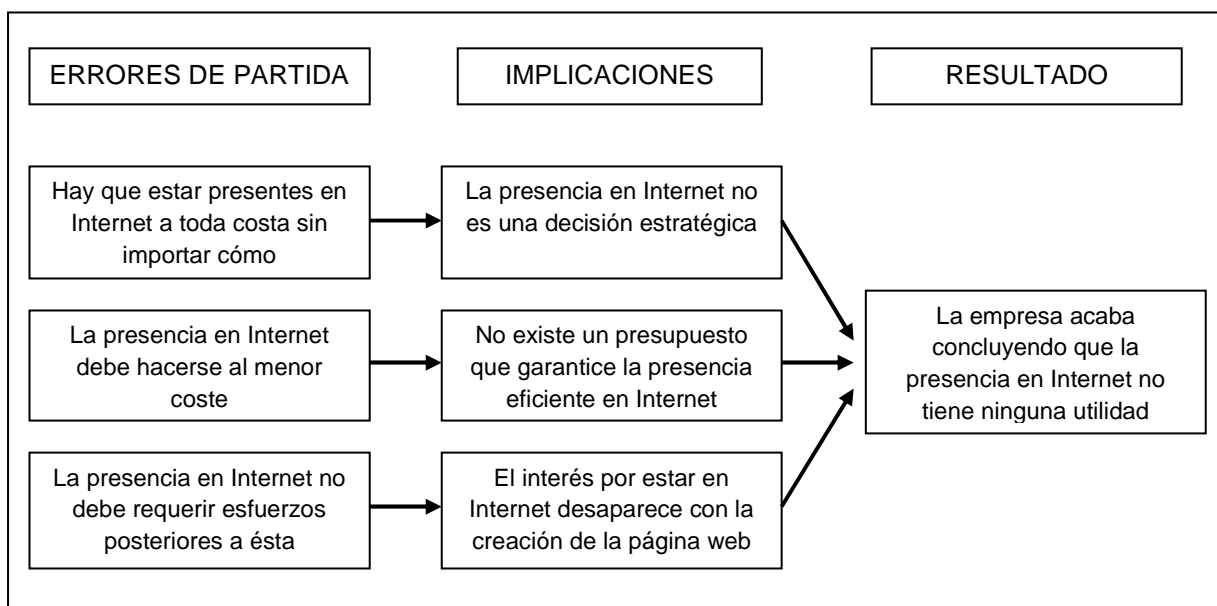 ERRORES DE PARTIDA
IMPLICACIONES
RESULTADO
Hay que estar presentes en
Internet a toda costa sin
importar cómo
La presencia en Internet no
es una decisión estratégica
La presencia en Internet
debe hacerse al menor
coste
No existe un presupuesto
que garantice la presencia
eficiente en Internet
La empresa acaba
concluyendo que la
presencia en Internet no
tiene ninguna utilidad
La presencia en Internet no
debe requerir esfuerzos
posteriores a ésta
El interés por estar en
Internet desaparece con la
creación de la página web